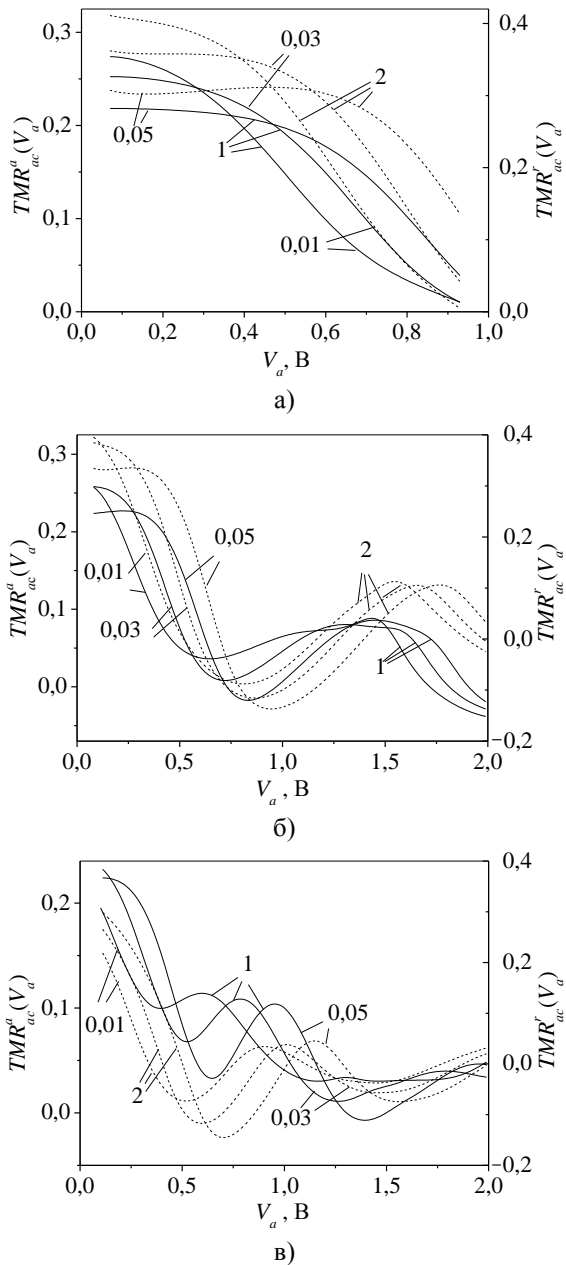 0,3
0,2
0,1
0,0
TMR^a_ac(V_a)
0,4
0,2
0,0
TMR^r_ac(V_a)
0,03
2
0,05
1
0,01
0,0 0,2 0,4 0,6 0,8 1,0
V_a, В
а)
0,3
0,2
0,1
0,0
TMR^a_ac(V_a)
0,4
0,2
0,0
−0,2
TMR^r_ac(V_a)
0,05
0,01
2
0,03
1
0,0 0,5 1,0 1,5 2,0
V_a , В
б)
0,2
0,1
0,0
TMR^a_ac(V_a)
0,4
0,2
0,0
−0,2
TMR^r_ac(V_a)
1
0,05
0,01
2
0,03
0,0 0,5 1,0 1,5 2,0
V_a , В
в)